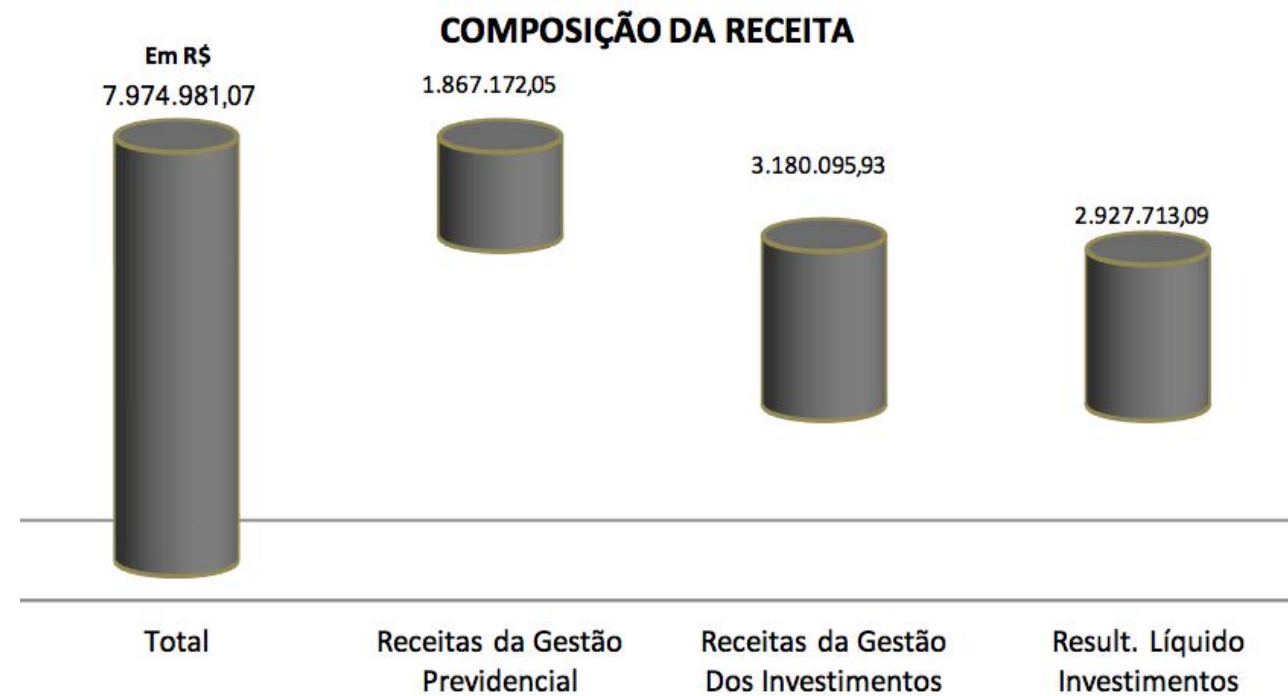 COMPOSIÇÃO DA RECEITA
Em R$
7.974.981,07
1.867.172,05
3.180.095,93
2.927.713,09
Total
Receitas da Gestão
Previdencial
Receitas da Gestão
Dos Investimentos
Result. Líquido
Investimentos